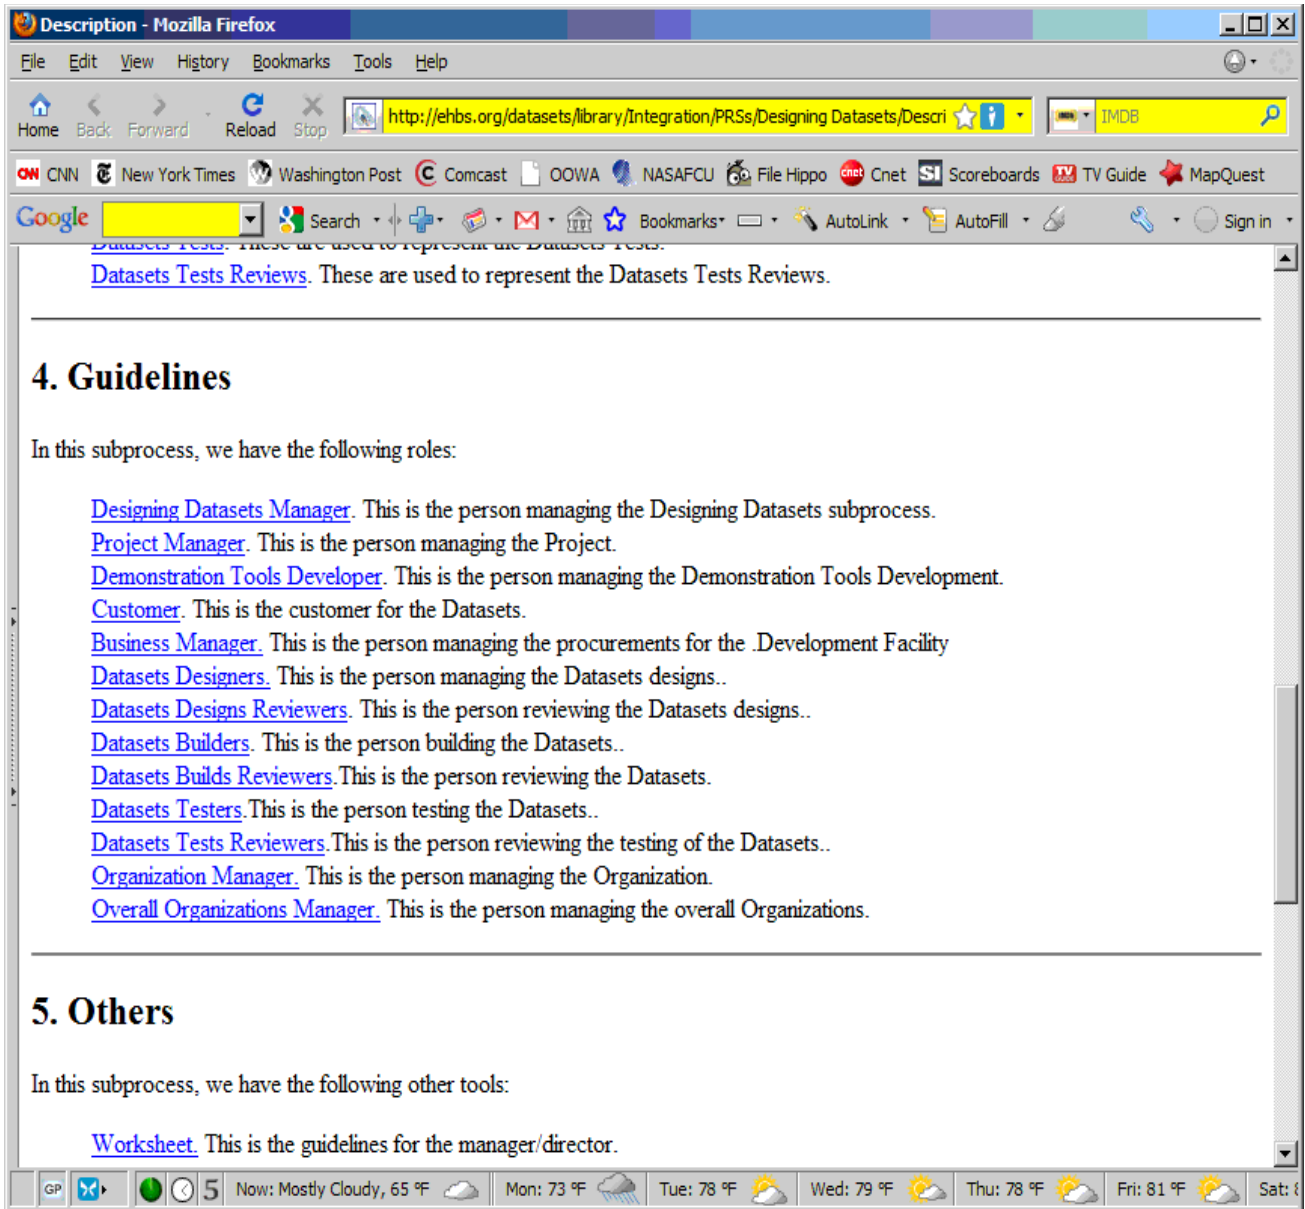 Description - Mozilla Firefox
File Edit View History Bookmarks Tools Help
Home Back Forward Reload Stop http://ehbs.org/datasets/library/Integration/PRSs/Designing Datasets/Descri IMDB
CNN New York Times Washington Post Comcast OOWA NASAFCU File Hippo Cnet Scoreboards TV Guide MapQuest
Google Search Bookmarks AutoLink AutoFill Sign in
Datasets Tests. These are used to represent the Datasets Tests.
Datasets Tests Reviews. These are used to represent the Datasets Tests Reviews.
4. Guidelines
In this subprocess, we have the following roles:
Designing Datasets Manager. This is the person managing the Designing Datasets subprocess.
Project Manager. This is the person managing the Project.
Demonstration Tools Developer. This is the person managing the Demonstration Tools Development.
Customer. This is the customer for the Datasets.
Business Manager. This is the person managing the procurements for the .Development Facility
Datasets Designers. This is the person managing the Datasets designs..
Datasets Designs Reviewers. This is the person reviewing the Datasets designs..
Datasets Builders. This is the person building the Datasets..
Datasets Builds Reviewers.This is the person reviewing the Datasets.
Datasets Testers.This is the person testing the Datasets..
Datasets Tests Reviewers.This is the person reviewing the testing of the Datasets..
Organization Manager. This is the person managing the Organization.
Overall Organizations Manager. This is the person managing the overall Organizations.
5. Others
In this subprocess, we have the following other tools:
Worksheet. This is the guidelines for the manager/director.
GP 5 Now: Mostly Cloudy, 65 °F Mon: 73 °F Tue: 78 °F Wed: 79 °F Thu: 78 °F Fri: 81 °F Sat: